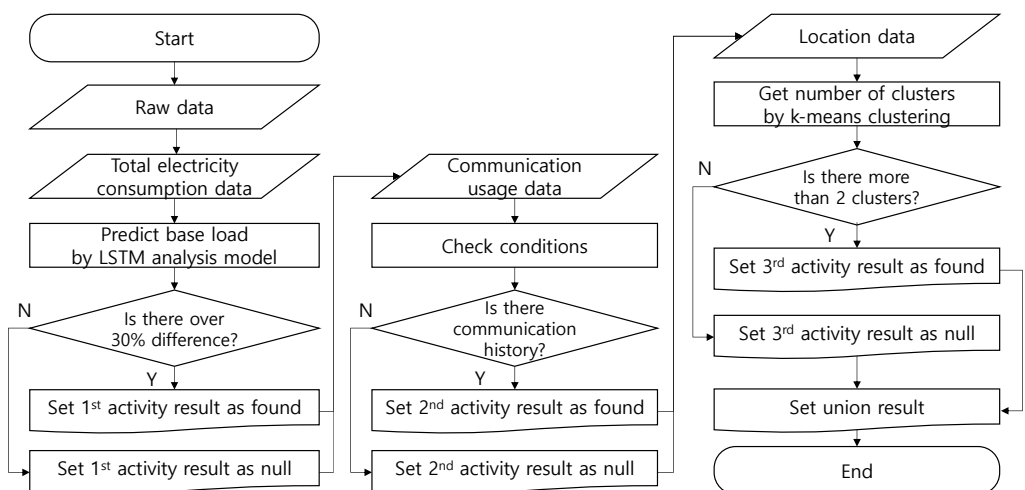 Start
Raw data
Total electricity
consumption data
Predict base load
by LSTM analysis model
N
Is there over
30% difference?
Y
Set 1st activity result as found
Set 1st activity result as null
Communication
usage data
Check conditions
N
Is there
communication
history?
Y
Set 2nd activity result as found
Set 2nd activity result as null
Location data
Get number of clusters
by k-means clustering
N
Is there more
than 2 clusters?
Y
Set 3rd activity result as found
Set 3rd activity result as null
Set union result
End